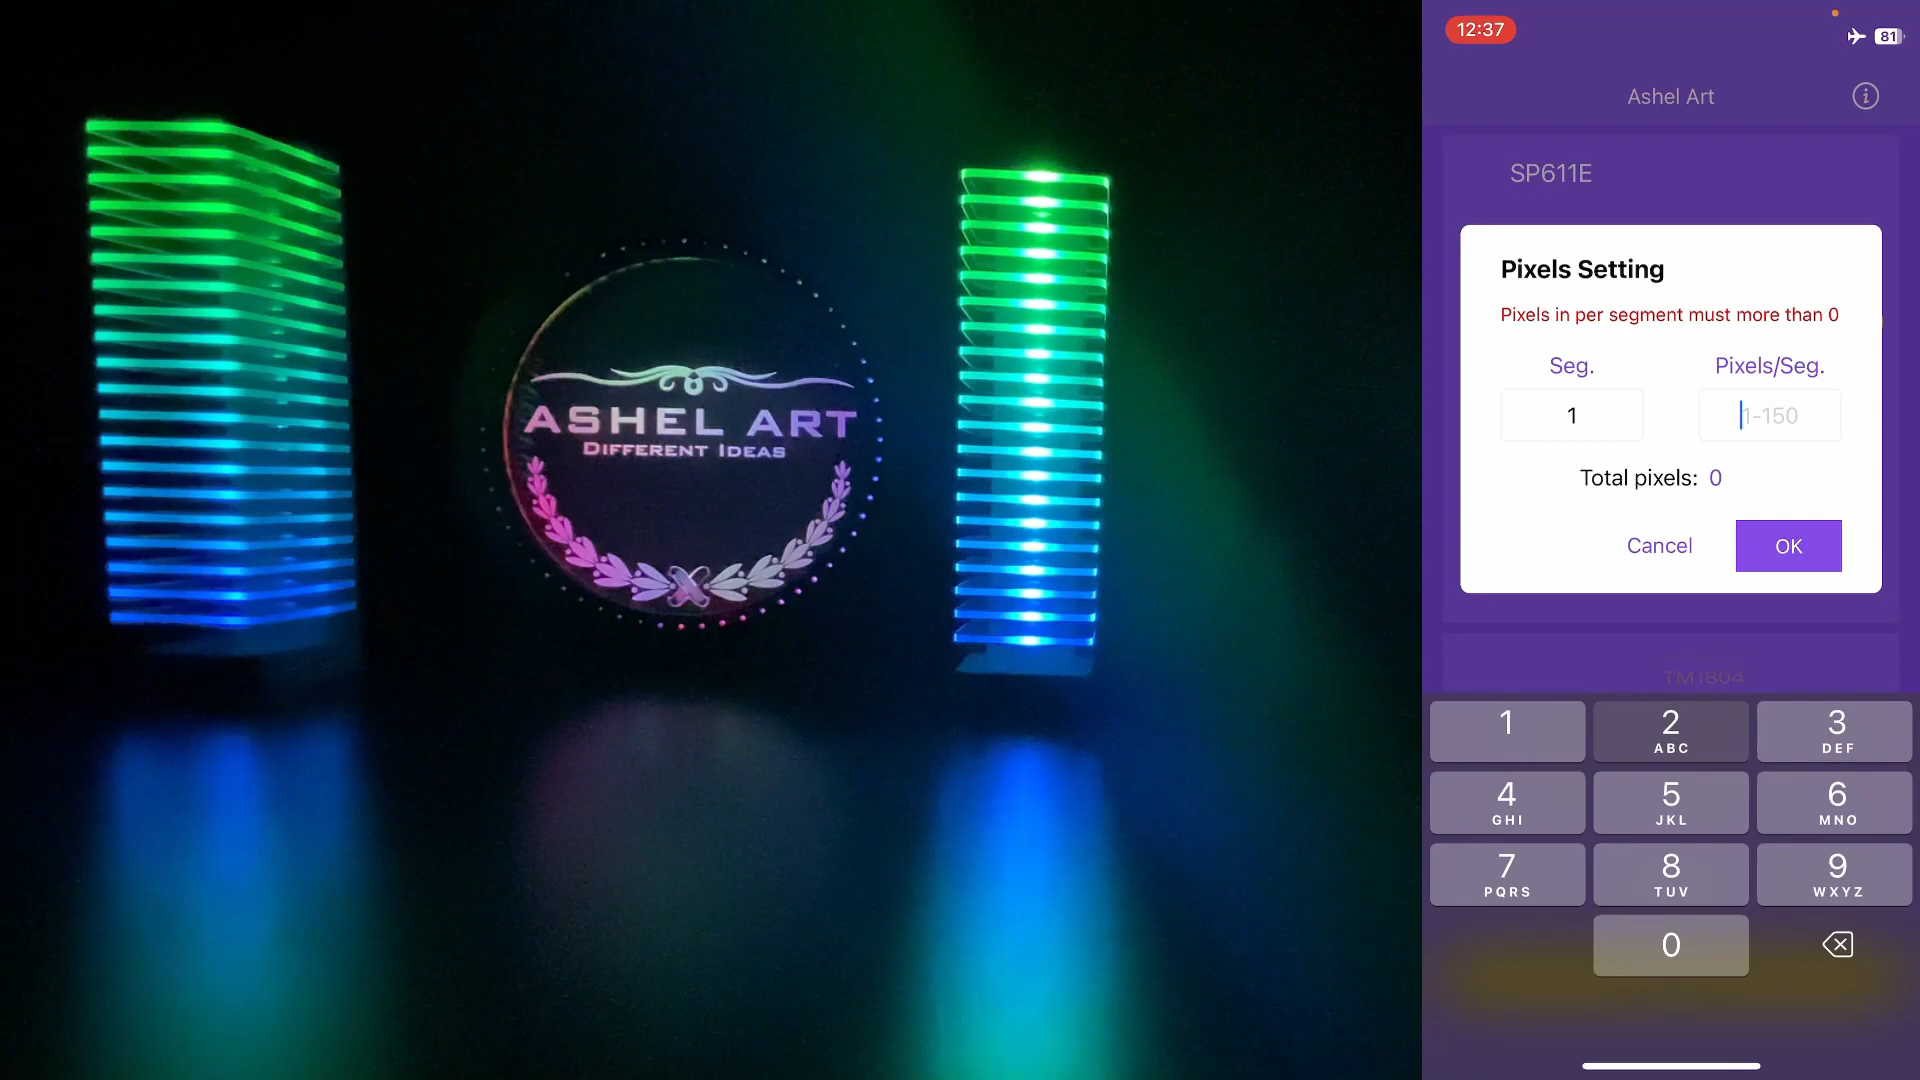 ASHEL ART
DIFFERENT IDEAS
12:37
81
Ashel Art
SP611E
Pixels Setting
Pixels in per segment must more than 0
Seg.
Pixels/Seg.
1
1-150
Total pixels: 0
Cancel
OK
TM1804
1
2
ABC
3
DEF
4
GHI
5
JKL
6
MNO
7
PQRS
8
TUV
9
WXYZ
0